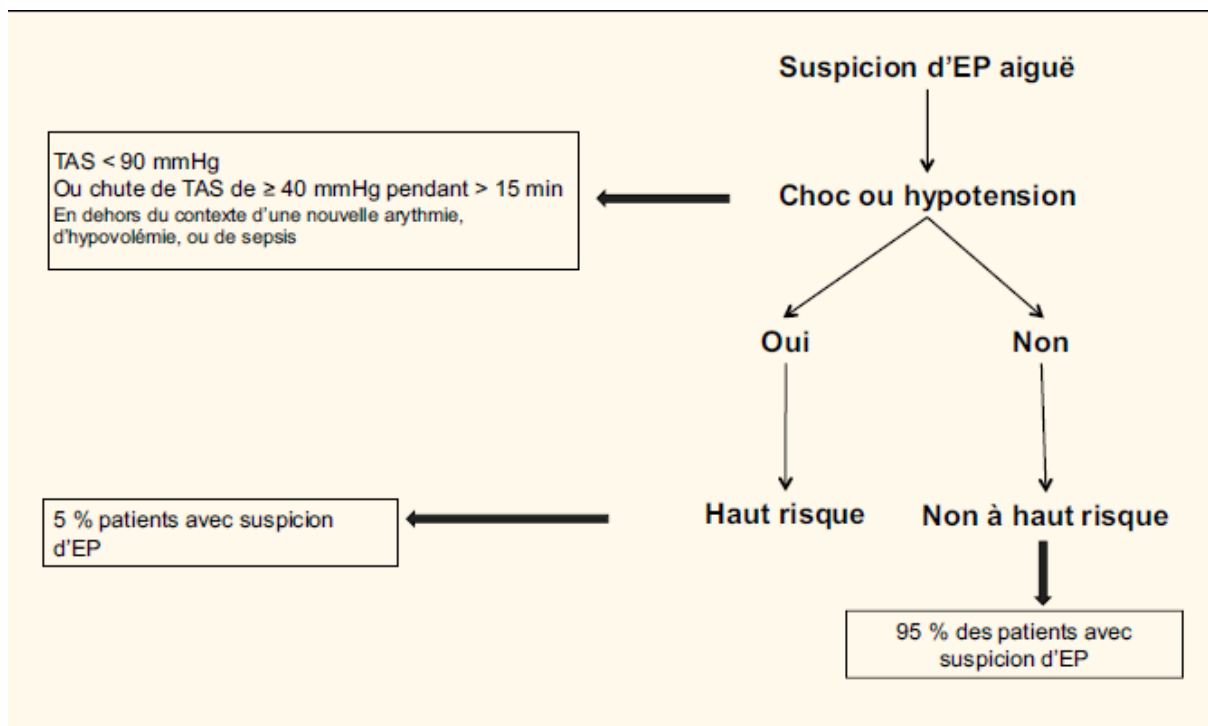 Suspicion d'EP aiguë
TAS < 90 mmHg
Ou chute de TAS de ≥ 40 mmHg pendant > 15 min
En dehors du contexte d'une nouvelle arythmie,
d'hypovolémie, ou de sepsis
Choc ou hypotension
Oui
Non
Haut risque
Non à haut risque
5 % patients avec suspicion
d'EP
95 % des patients avec
suspicion d'EP